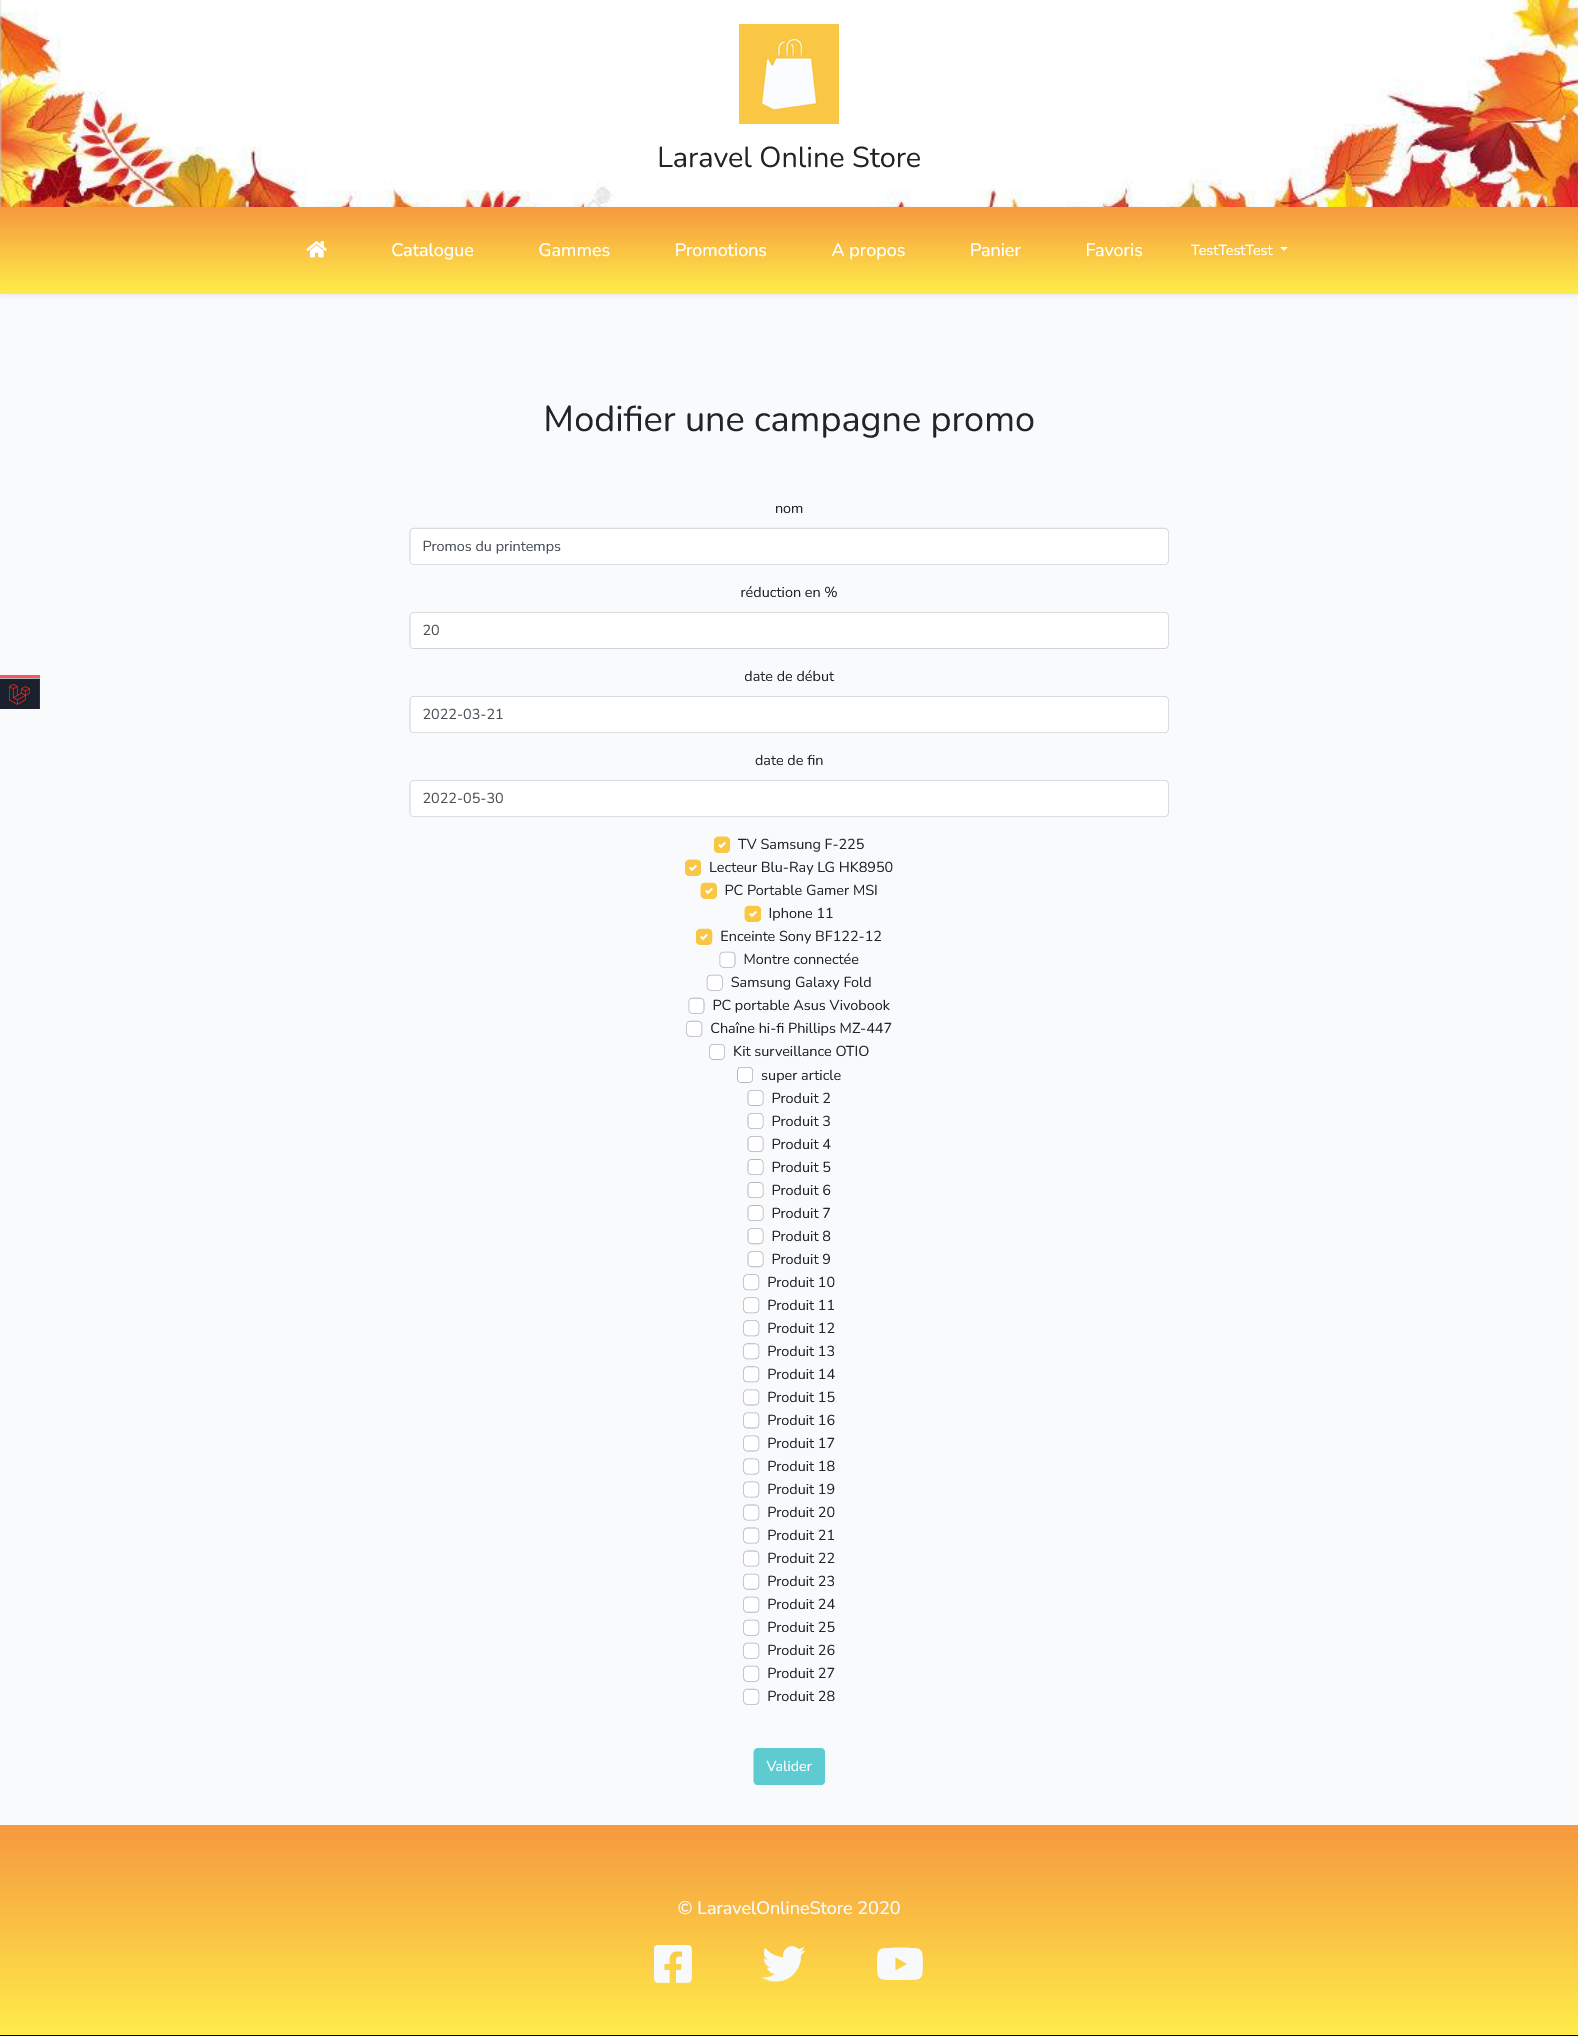 Laravel Online Store
Catalogue Gammes Promotions A propos Panier Favoris TestTestTest
Modifier une campagne promo
nom
Promos du printemps
réduction en %
20
date de début
2022-03-21
date de fin
2022-05-30
TV Samsung F-225
Lecteur Blu-Ray LG HK8950
PC Portable Gamer MSI
Iphone 11
Enceinte Sony BF122-12
Montre connectée
Samsung Galaxy Fold
PC portable Asus Vivobook
Chaîne hi-fi Phillips MZ-447
Kit surveillance OTIO
super article
Produit 2
Produit 3
Produit 4
Produit 5
Produit 6
Produit 7
Produit 8
Produit 9
Produit 10
Produit 11
Produit 12
Produit 13
Produit 14
Produit 15
Produit 16
Produit 17
Produit 18
Produit 19
Produit 20
Produit 21
Produit 22
Produit 23
Produit 24
Produit 25
Produit 26
Produit 27
Produit 28
Valider
© LaravelOnlineStore 2020